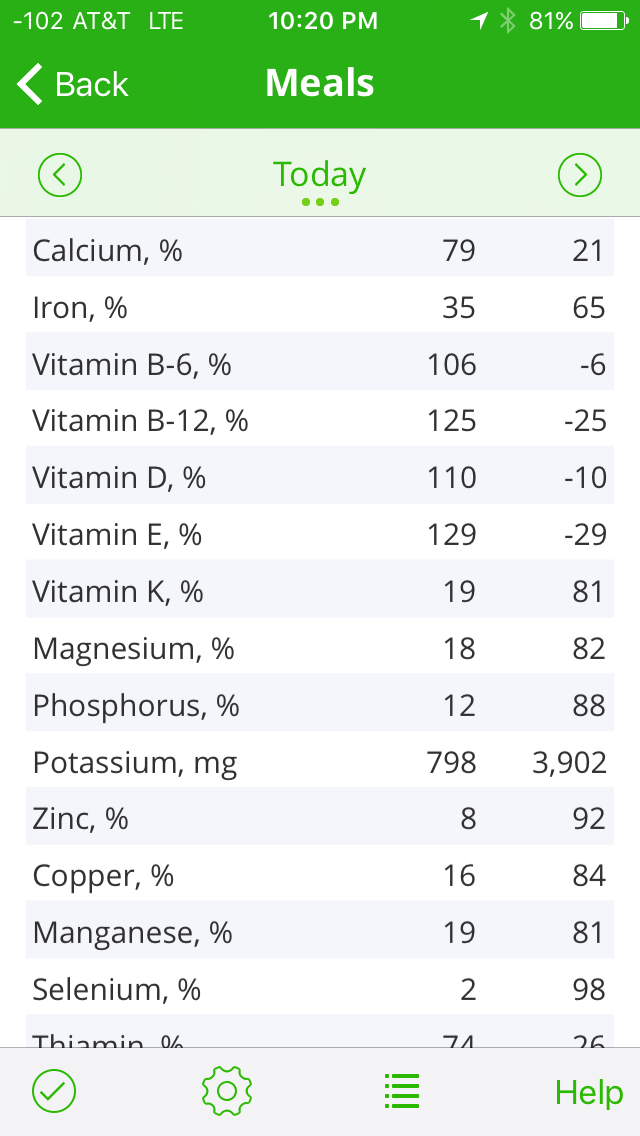 -102 AT&T LTE 10:20 PM 81%
Back Meals
Today
Calcium, % 79 21
Iron, % 35 65
Vitamin B-6, % 106 -6
Vitamin B-12, % 125 -25
Vitamin D, % 110 -10
Vitamin E, % 129 -29
Vitamin K, % 19 81
Magnesium, % 18 82
Phosphorus, % 12 88
Potassium, mg 798 3,902
Zinc, % 8 92
Copper, % 16 84
Manganese, % 19 81
Selenium, % 2 98
Thiamin, % 74 26
Help